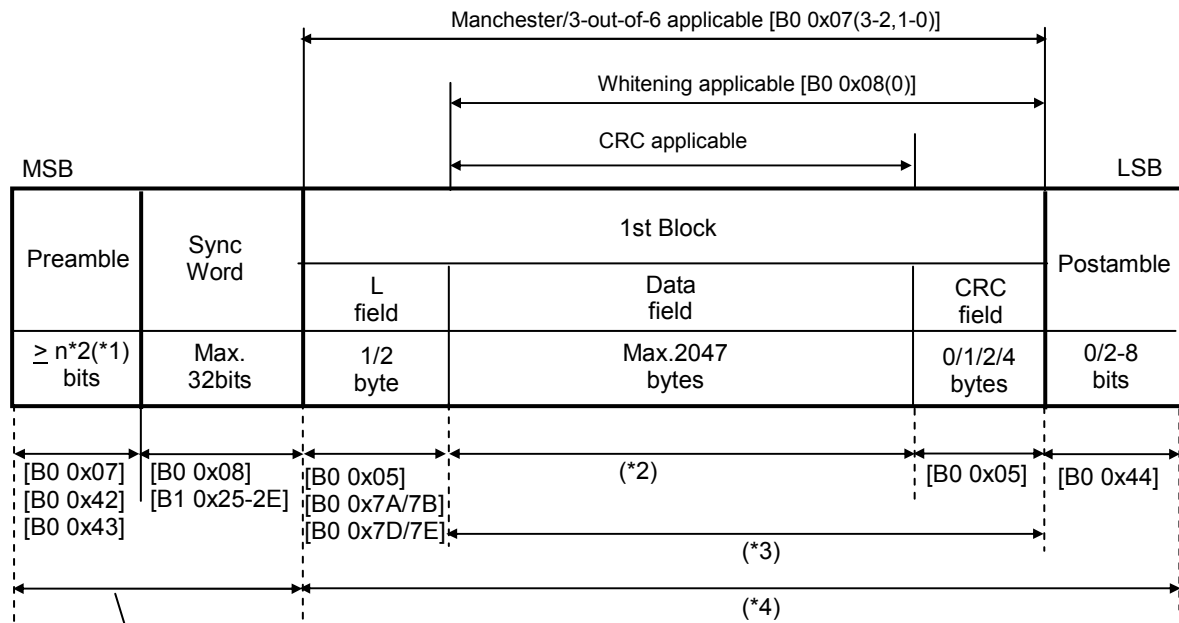 Manchester/3-out-of-6 applicable [B0 0x07(3-2,1-0)]
Whitening applicable [B0 0x08(0)]
CRC applicable
MSB
LSB
Preamble
Sync
Word
1st Block
Postamble
L
field
Data
field
CRC
field
≥ n*2(*1)
bits
Max.
32bits
1/2
byte
Max.2047
bytes
0/1/2/4
bytes
0/2-8
bits
[B0 0x07]
[B0 0x42]
[B0 0x43]
[B0 0x08]
[B1 0x25-2E]
[B0 0x05]
[B0 0x7A/7B]
[B0 0x7D/7E]
(*2)
[B0 0x05]
[B0 0x44]
(*3)
(*4)